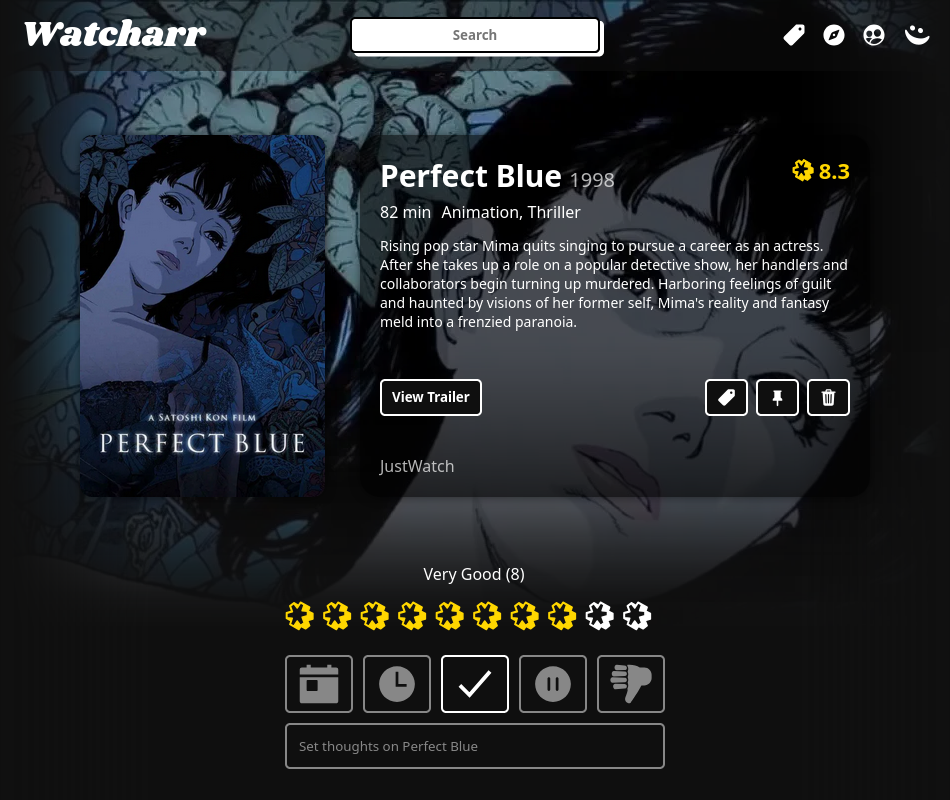 Watcharr
Search
Perfect Blue 1998
8.3
82 min Animation, Thriller
Rising pop star Mima quits singing to pursue a career as an actress.
After she takes up a role on a popular detective show, her handlers and
collaborators begin turning up murdered. Harboring feelings of guilt
and haunted by visions of her former self, Mima's reality and fantasy
meld into a frenzied paranoia.
View Trailer
JustWatch
A SATOSHI KON FILM
PERFECT BLUE
Very Good (8)
Set thoughts on Perfect Blue